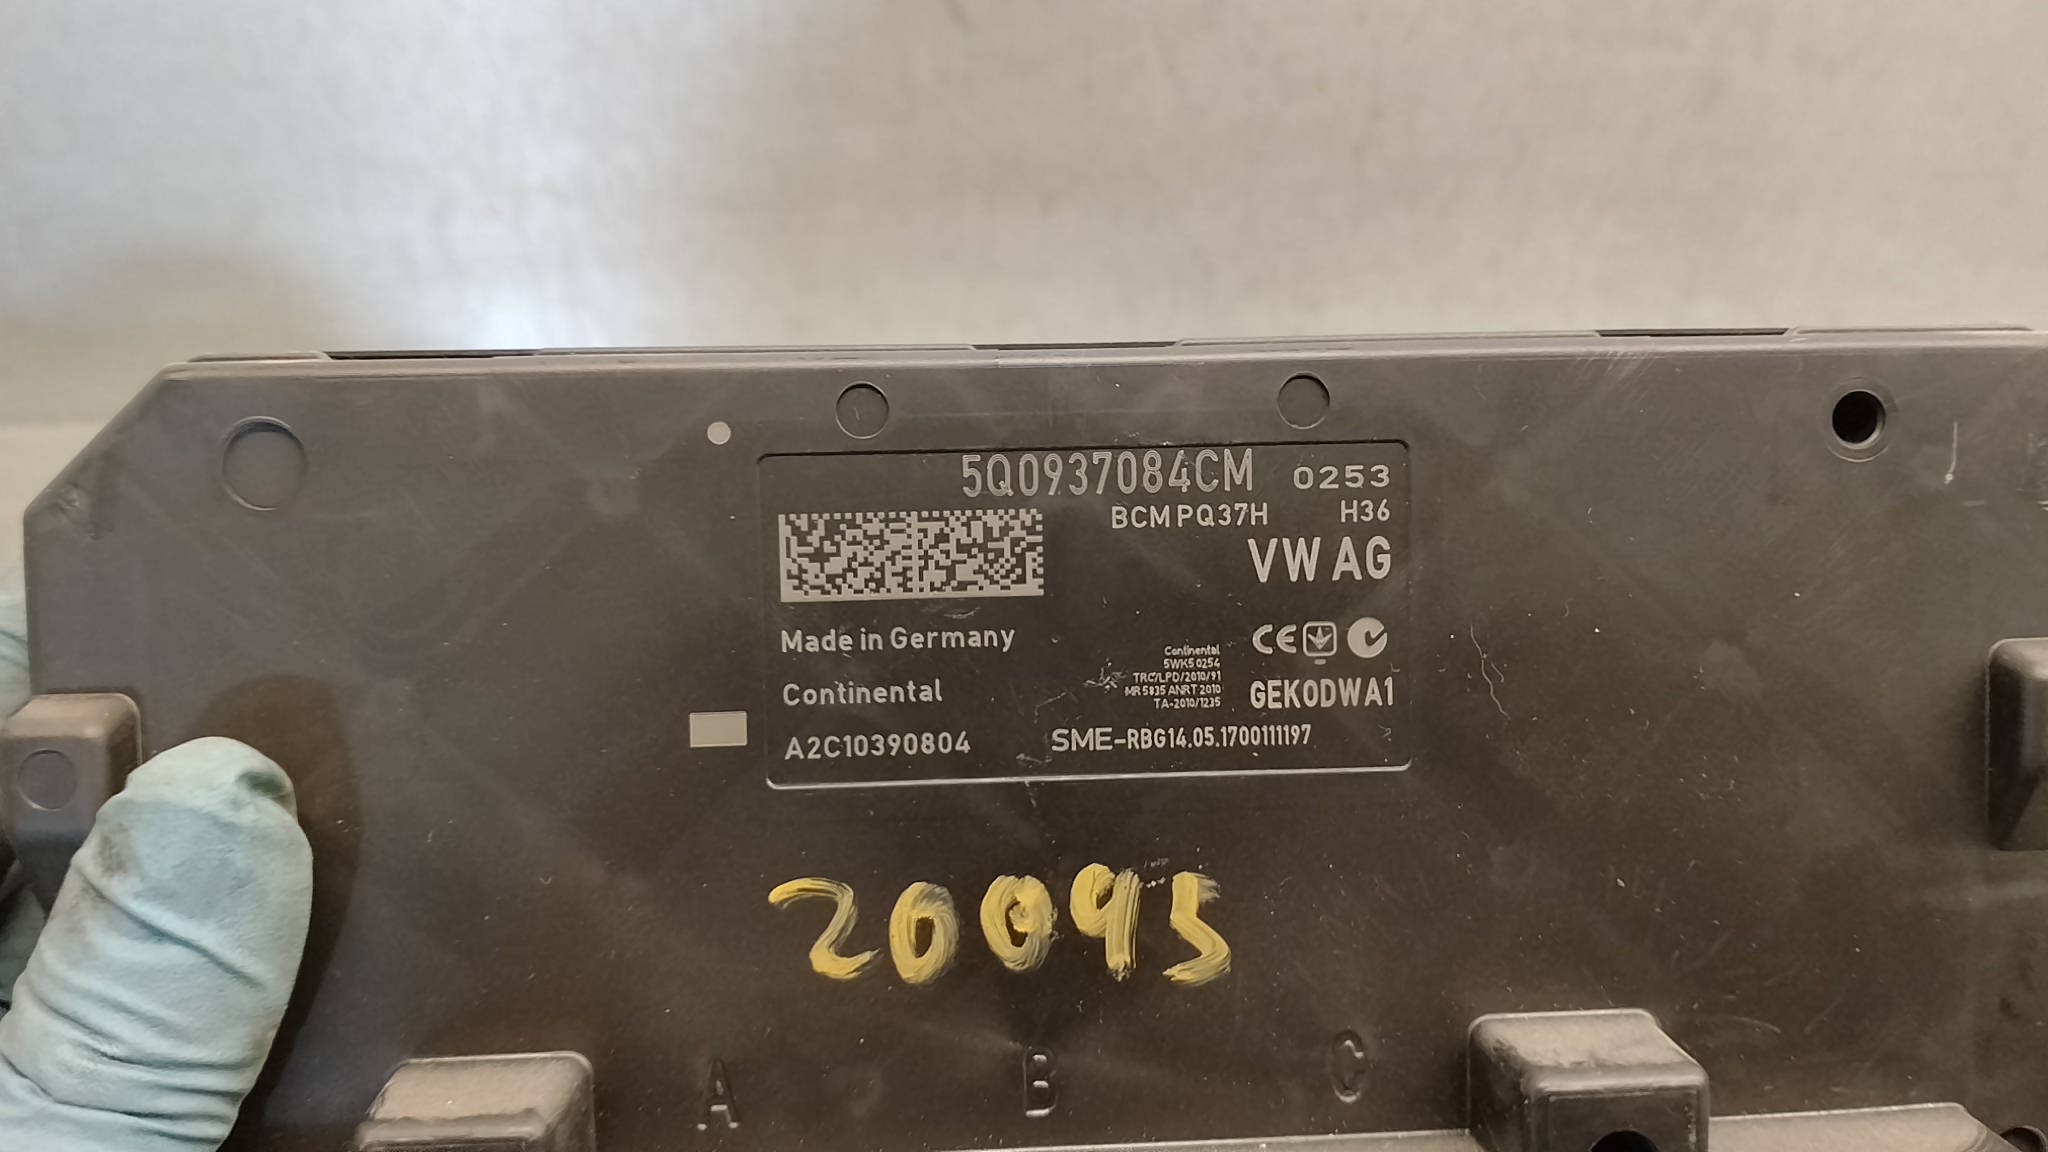 5Q0937084CM 0253
BCM PQ37H H36
VW AG
Made in Germany
CE
Continental
5WK5 0254
TRC/LPD/2010/91
MR 5835 ANRT 2010
TA-2010/1235
Continental
GEK0DWA1
A2C10390804
SME-RBG14.05.1700111197
20095
A B C